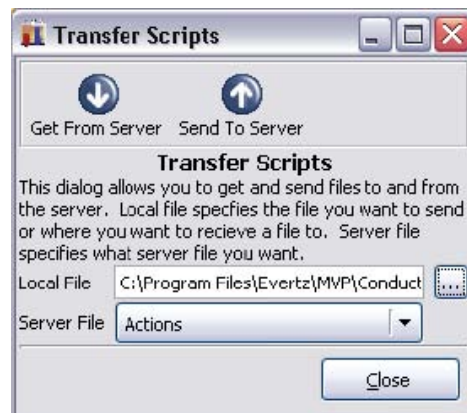 Transfer Scripts
Get From Server Send To Server
Transfer Scripts
This dialog allows you to get and send files to and from
the server. Local file specfies the file you want to send
or where you want to recieve a file to. Server file
specifies what server file you want.
Local File C:\Program Files\Evertz\MVP\Conduct ...
Server File Actions
Close